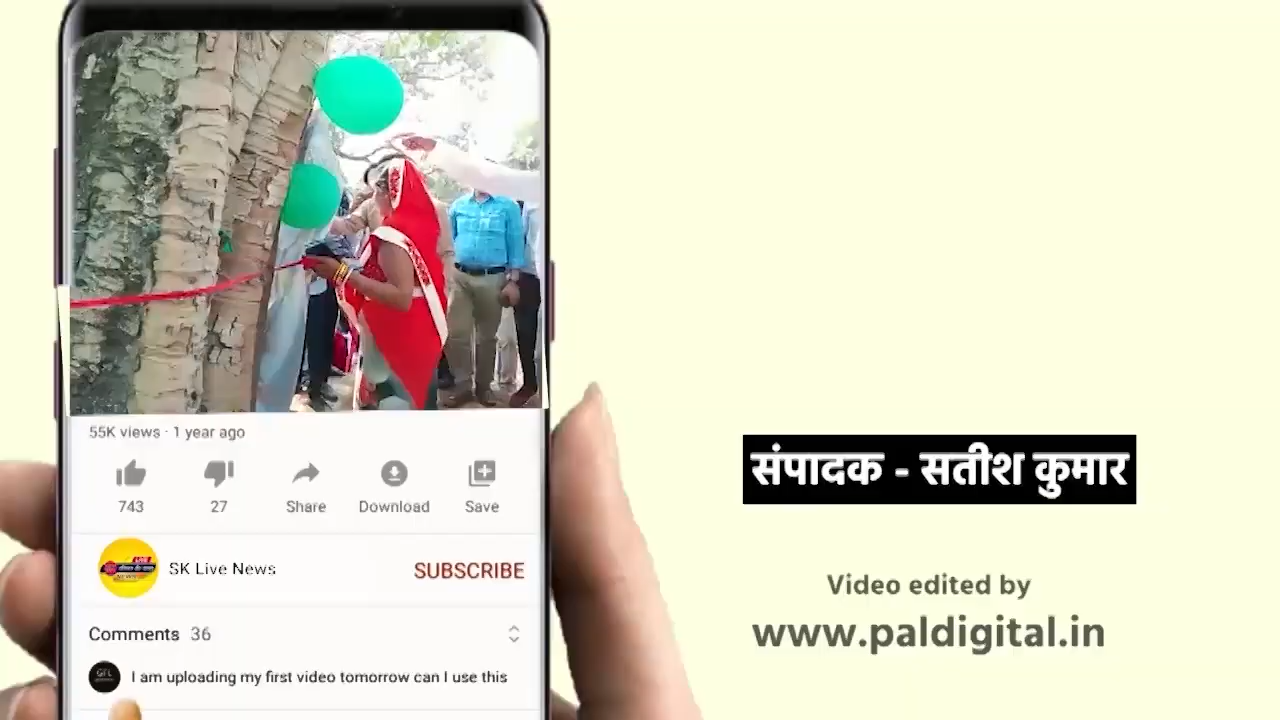 55K views · 1 year ago
743
27
Share
Download
Save
SK Live News
SUBSCRIBE
Comments 36
GFL
I am uploading my first video tomorrow can I use this
संपादक - सतीश कुमार
Video edited by
www.paldigital.in